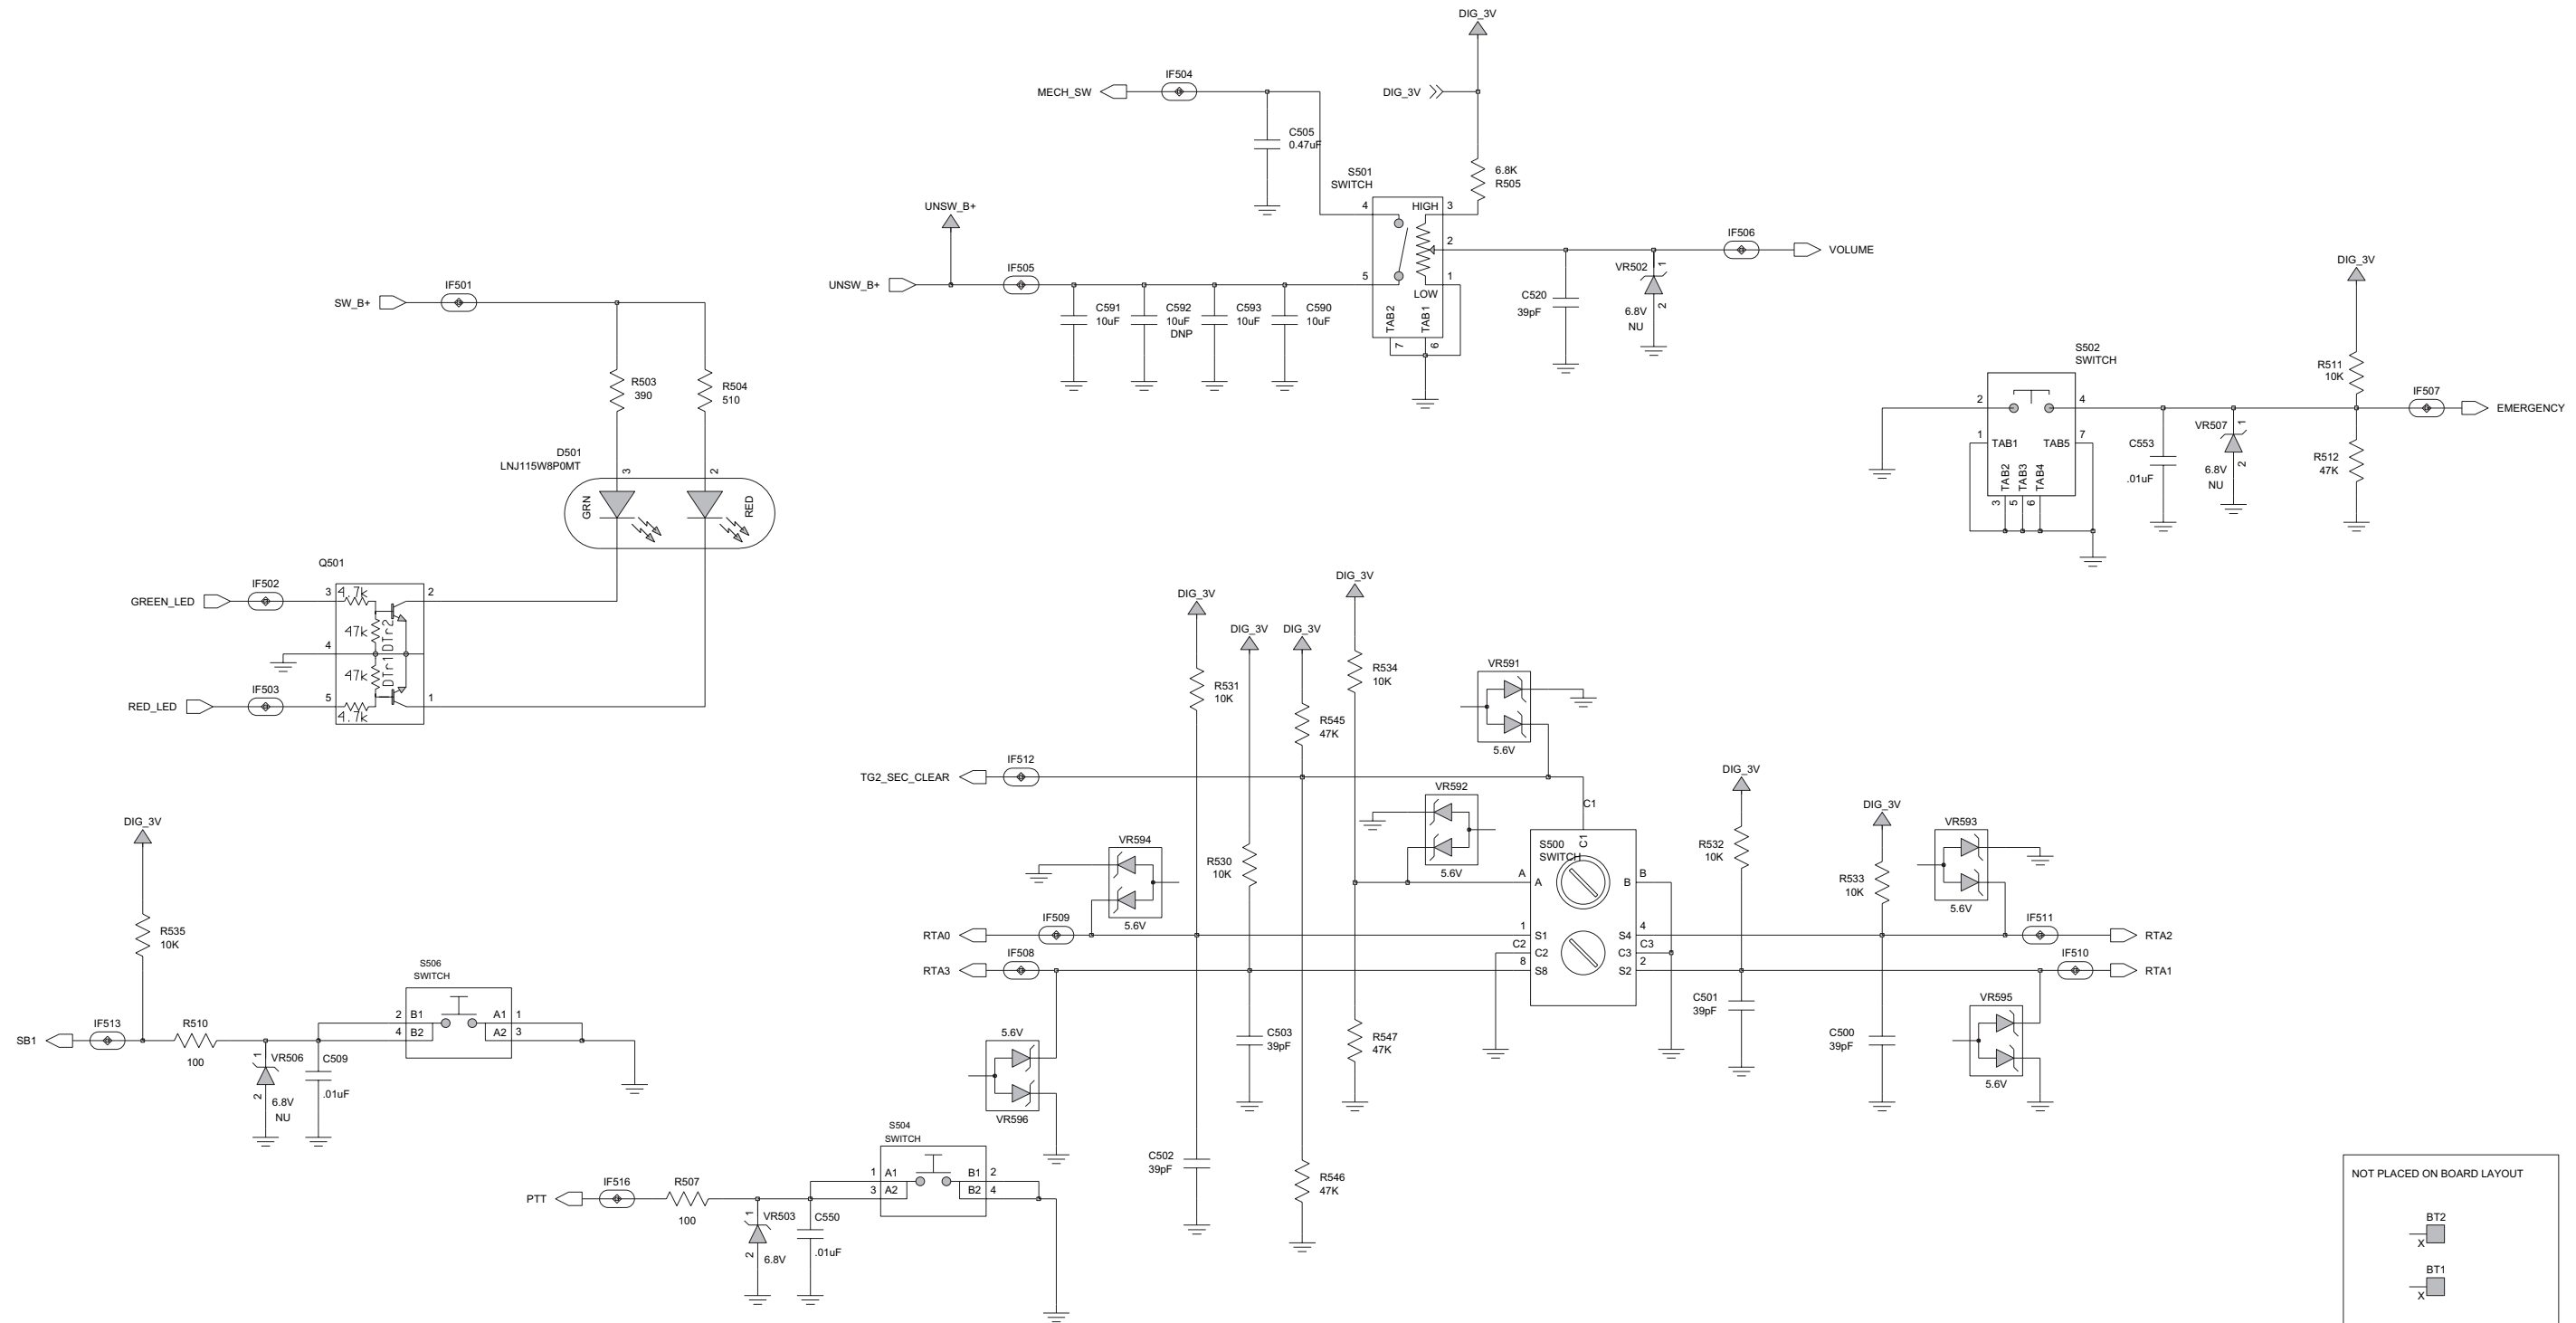 DIG_3V
IF504
MECH_SW
DIG_3V
C505
0.47uF
6.8K
R505
S501
SWITCH
4
HIGH
3
UNSW_B+
2
IF506
VOLUME
VR502
1
2
6.8V
NU
C520
39pF
IF505
UNSW_B+
5
1
LOW
TAB2
TAB1
7
6
C591
10uF
C592
10uF
DNP
C593
10uF
C590
10uF
DIG_3V
S502
SWITCH
R511
10K
IF507
EMERGENCY
2
4
1
TAB1
TAB5
7
TAB2
TAB3
TAB4
3
5
6
C553
.01uF
VR507
1
2
6.8V
NU
R512
47K
IF501
SW_B+
R503
390
R504
510
D501
LNJ115W8P0MT
3
2
GRN
RED
Q501
IF502
GREEN_LED
3
4.7k
2
47k
DTr2
4
47k
DTr1
IF503
RED_LED
5
4.7k
1
DIG_3V
DIG_3V
DIG_3V
DIG_3V
R531
10K
R534
10K
R545
47K
VR591
5.6V
IF512
TG2_SEC_CLEAR
VR592
5.6V
C1
C1
S500
SWITCH
DIG_3V
R532
10K
DIG_3V
R533
10K
VR593
5.6V
VR594
5.6V
R530
10K
A
A
B
B
IF509
RTA0
1
S1
S4
4
IF511
RTA2
C2
C2
C3
C3
IF508
RTA3
8
S8
S2
2
IF510
RTA1
C501
39pF
C500
39pF
VR595
5.6V
C503
39pF
R547
47K
5.6V
VR596
C502
39pF
R546
47K
DIG_3V
R535
10K
S506
SWITCH
IF513
SB1
R510
100
2
B1
A1
1
4
B2
A2
3
VR506
1
2
6.8V
NU
C509
.01uF
S504
SWITCH
IF516
PTT
R507
100
1
A1
B1
2
3
A2
B2
4
VR503
1
2
6.8V
C550
.01uF
NOT PLACED ON BOARD LAYOUT
BT2
X
BT1
X